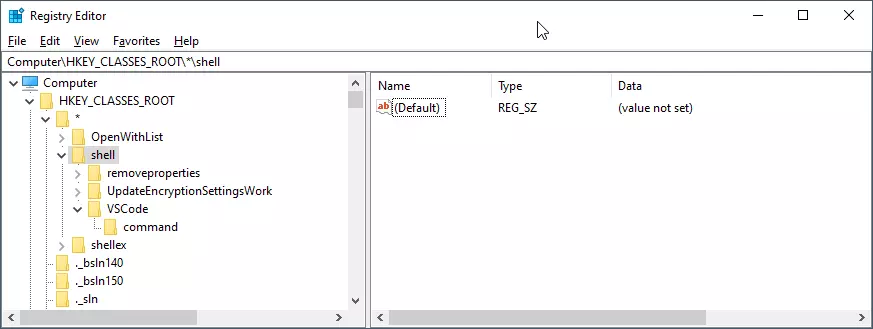 Registry Editor
File Edit View Favorites Help
Computer\HKEY_CLASSES_ROOT\*\shell
Computer
HKEY_CLASSES_ROOT
*
OpenWithList
shell
removeproperties
UpdateEncryptionSettingsWork
VSCode
command
shellex
._bsln140
._bsln150
._sln
Name Type Data
ab (Default) REG_SZ (value not set)